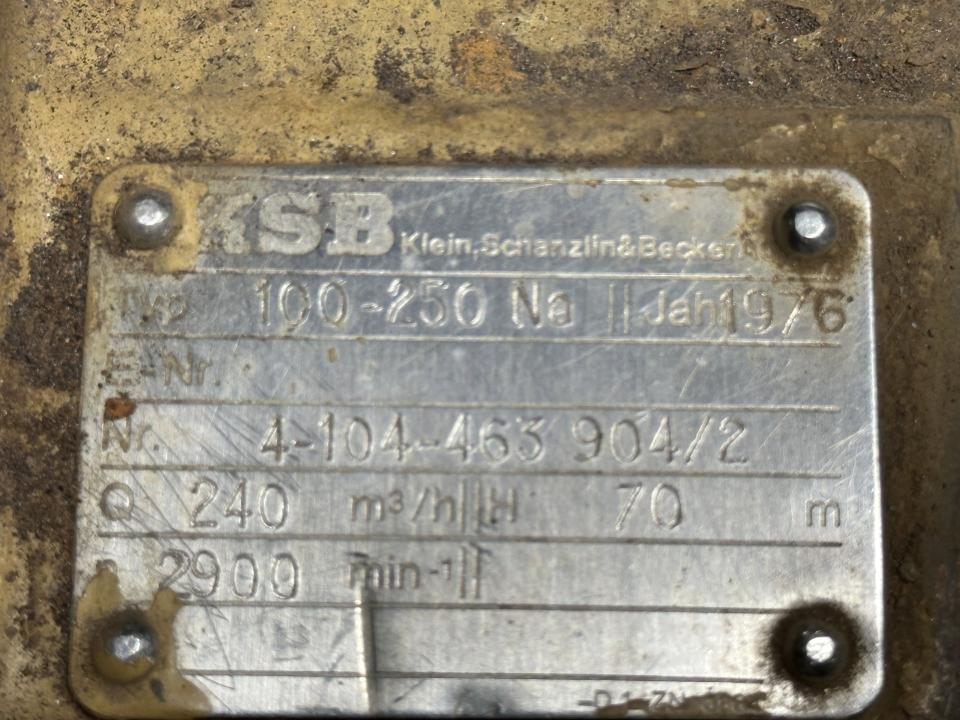 KSB Klein, Schanzlin & Becker
Typ 100-250 Na Jahr 1976
E-Nr.
Nr. 4-104-463 904/2
Q 240 m³/h H 70 m
2900 min-1